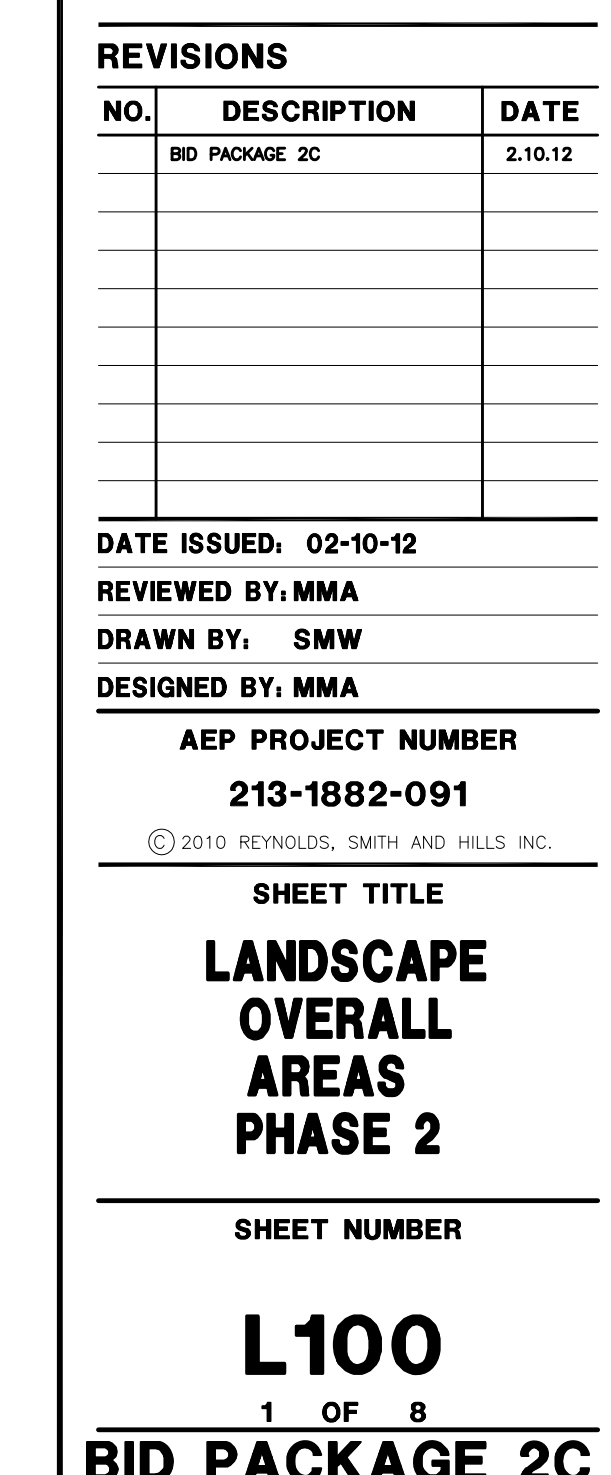 REVISIONS
NO. DESCRIPTION DATE
BID PACKAGE 2C 2.10.12
DATE ISSUED: 02-10-12
REVIEWED BY: MMA
DRAWN BY: SMW
DESIGNED BY: MMA
AEP PROJECT NUMBER
213-1882-091
© 2010 REYNOLDS, SMITH AND HILLS INC.
SHEET TITLE
LANDSCAPE
OVERALL
AREAS
PHASE 2
SHEET NUMBER
L100
1 OF 8
BID PACKAGE 2C